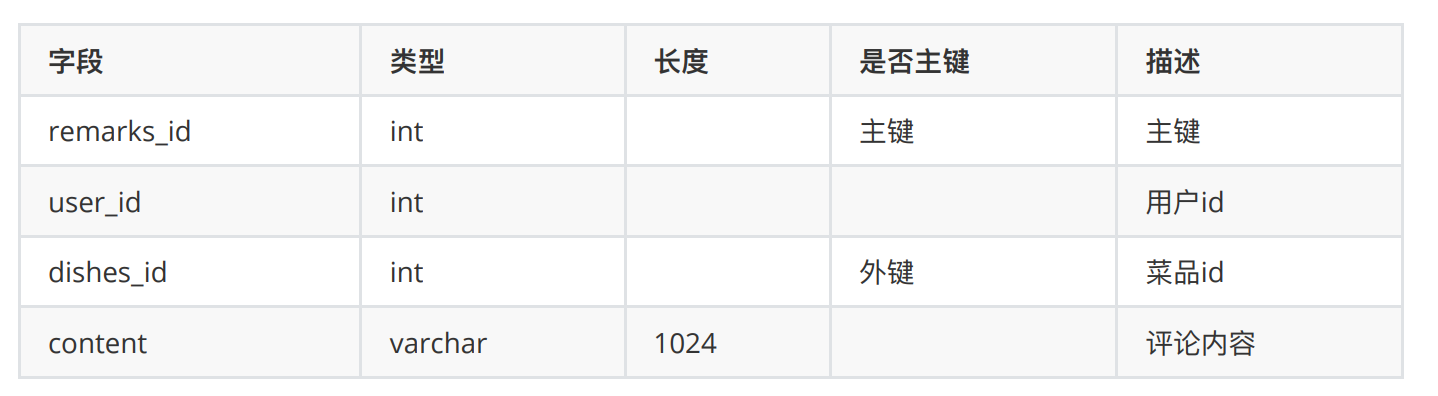 字段 类型 长度 是否主键 描述
remarks_id int 主键 主键
user_id int 用户id
dishes_id int 外键 菜品id
content varchar 1024 评论内容